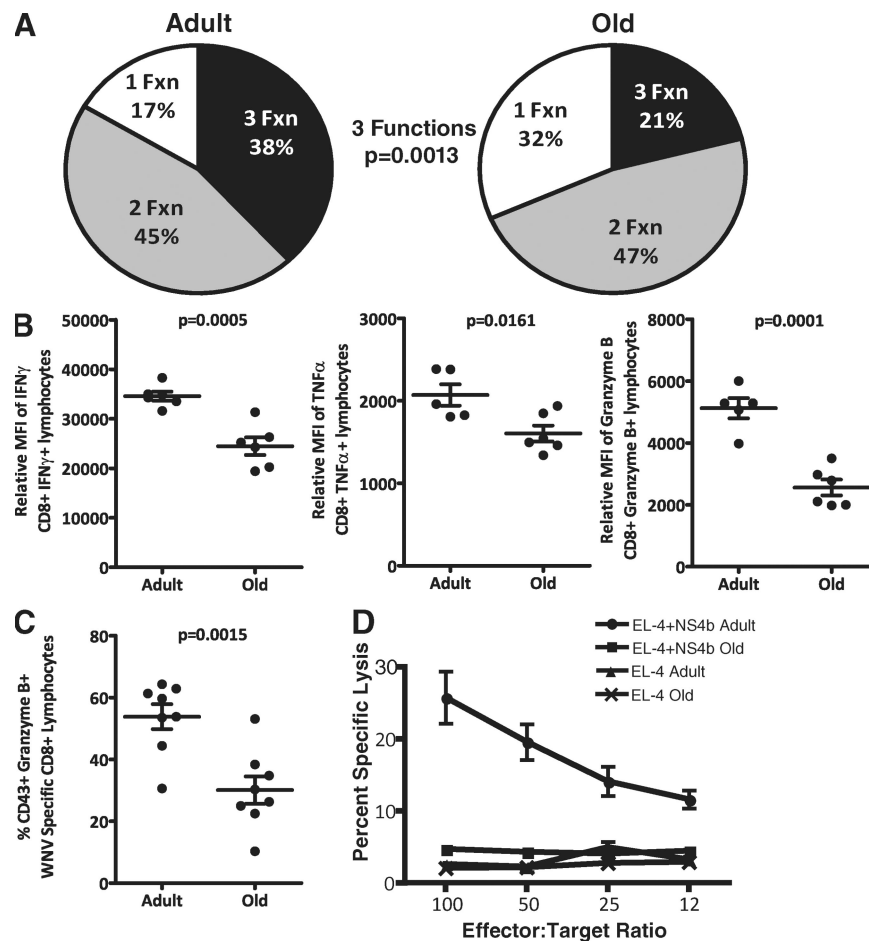 A
Adult
Old
1 Fxn
17%
3 Fxn
38%
2 Fxn
45%
3 Functions
p=0.0013
1 Fxn
32%
3 Fxn
21%
2 Fxn
47%
B
p=0.0005
Relative MFI of IFNγ
CD8+ IFNγ+ lymphocytes
50000
40000
30000
20000
10000
0
Adult
Old
p=0.0161
Relative MFI of TNFα
CD8+ TNFα+ lymphocytes
3000
2000
1000
0
Adult
Old
p=0.0001
Relative MFI of Granzyme B
CD8+ Granzyme B+ lymphocytes
8000
6000
4000
2000
0
Adult
Old
C
p=0.0015
% CD43+ Granzyme B+
WNV Specific CD8+ Lymphocytes
80
60
40
20
0
Adult
Old
D
EL-4+NS4b Adult
EL-4+NS4b Old
EL-4 Adult
EL-4 Old
Percent Specific Lysis
30
20
10
0
100
50
25
12
Effector:Target Ratio